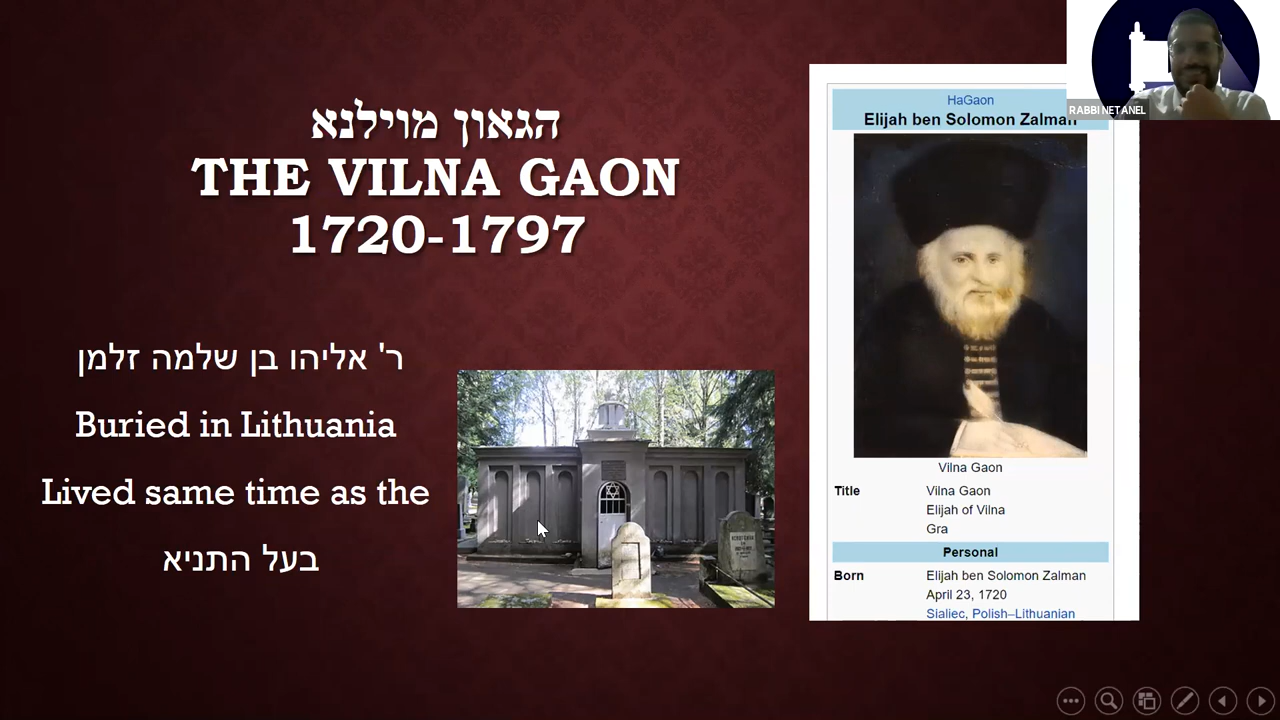 הגאון מוילנא
THE VILNA GAON
1720-1797
ר' אליהו בן שלמה זלמן
Buried in Lithuania
Lived same time as the
בעל התניא
HaGaon
Elijah ben Solomon Zalman
Vilna Gaon
Title Vilna Gaon
Elijah of Vilna
Gra
Personal
Born Elijah ben Solomon Zalman
April 23, 1720
Sialiec, Polish–Lithuanian
RABBI NETANEL